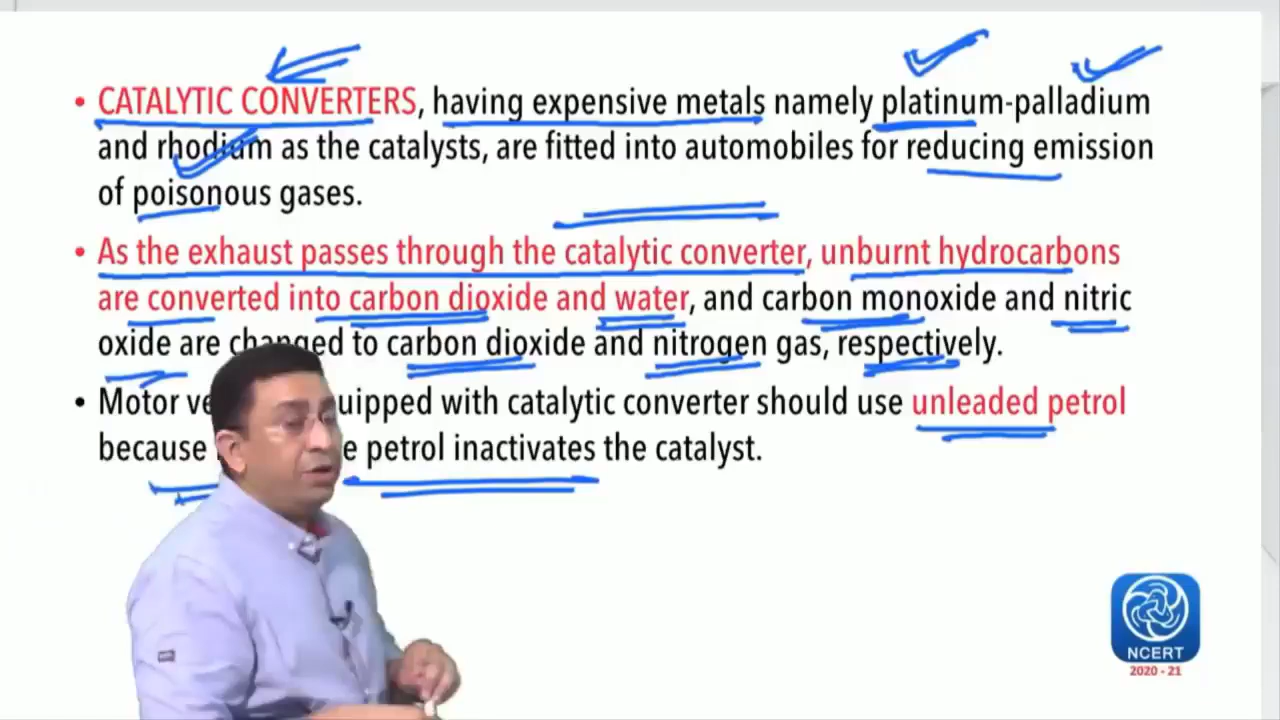 • CATALYTIC CONVERTERS, having expensive metals namely platinum-palladium
and rhodium as the catalysts, are fitted into automobiles for reducing emission
of poisonous gases.
• As the exhaust passes through the catalytic converter, unburnt hydrocarbons
are converted into carbon dioxide and water, and carbon monoxide and nitric
oxide are changed to carbon dioxide and nitrogen gas, respectively.
• Motor equipped with catalytic converter should use unleaded petrol
because petrol inactivates the catalyst.
NCERT
2020 - 21